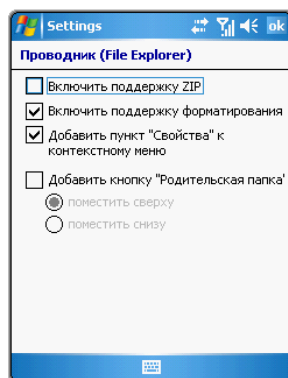 Settings
ok
Проводник (File Explorer)
Включить поддержку ZIP
Включить поддержку форматирования
Добавить пункт "Свойства" к
контекстному меню
Добавить кнопку "Родительская папка"
поместить сверху
поместить снизу